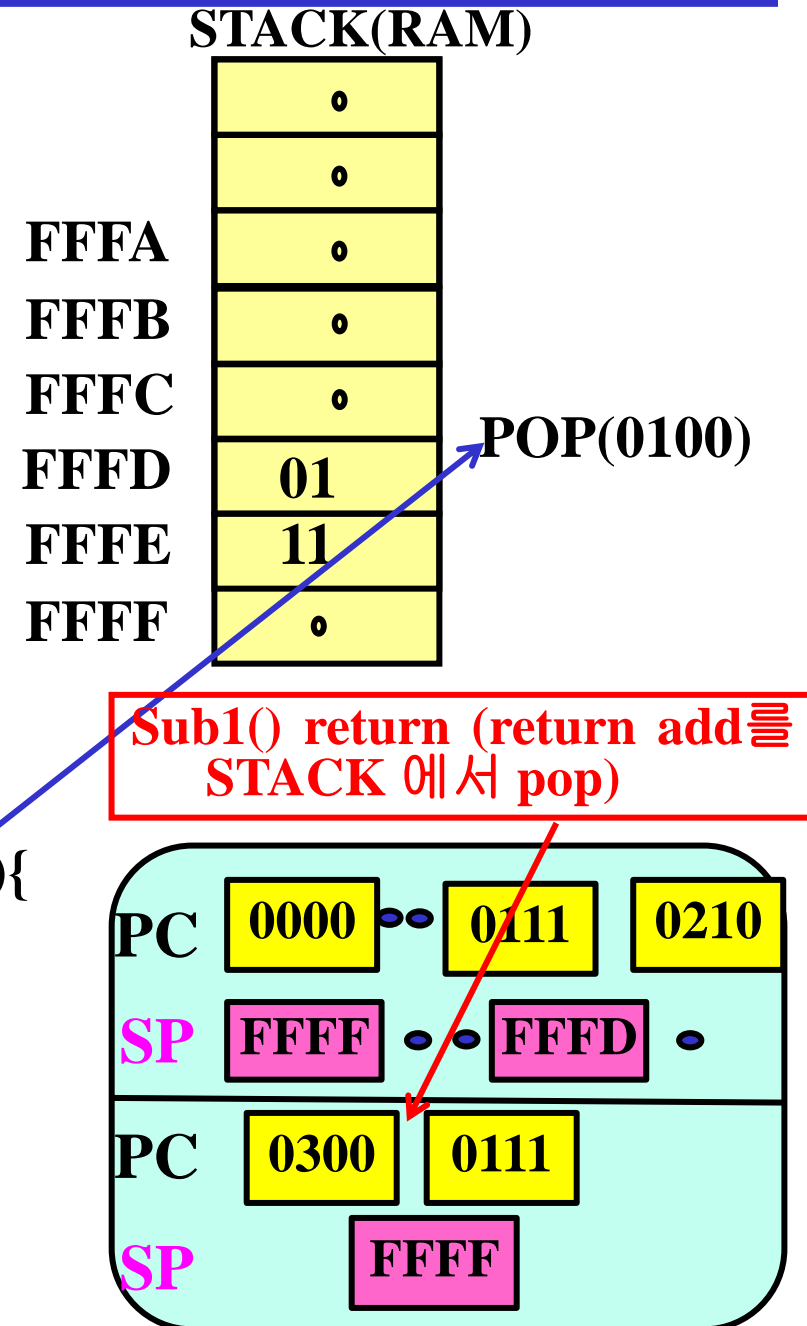 STACK(RAM)
FFFA
FFFB
FFFC
FFFD 01
POP(0100)
FFFE 11
FFFF
Sub1() return (return add를
STACK 에서 pop)
){
PC 0000 0111 0210
SP FFFF FFFD
PC 0300 0111
SP FFFF